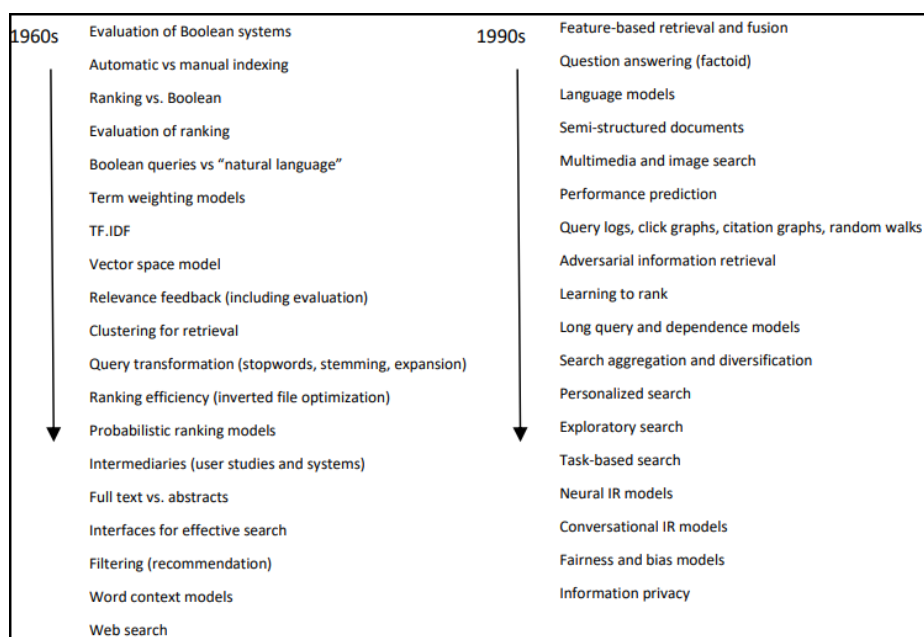 1960s
Evaluation of Boolean systems
Automatic vs manual indexing
Ranking vs. Boolean
Evaluation of ranking
Boolean queries vs “natural language”
Term weighting models
TF.IDF
Vector space model
Relevance feedback (including evaluation)
Clustering for retrieval
Query transformation (stopwords, stemming, expansion)
Ranking efficiency (inverted file optimization)
Probabilistic ranking models
Intermediaries (user studies and systems)
Full text vs. abstracts
Interfaces for effective search
Filtering (recommendation)
Word context models
Web search
1990s
Feature-based retrieval and fusion
Question answering (factoid)
Language models
Semi-structured documents
Multimedia and image search
Performance prediction
Query logs, click graphs, citation graphs, random walks
Adversarial information retrieval
Learning to rank
Long query and dependence models
Search aggregation and diversification
Personalized search
Exploratory search
Task-based search
Neural IR models
Conversational IR models
Fairness and bias models
Information privacy